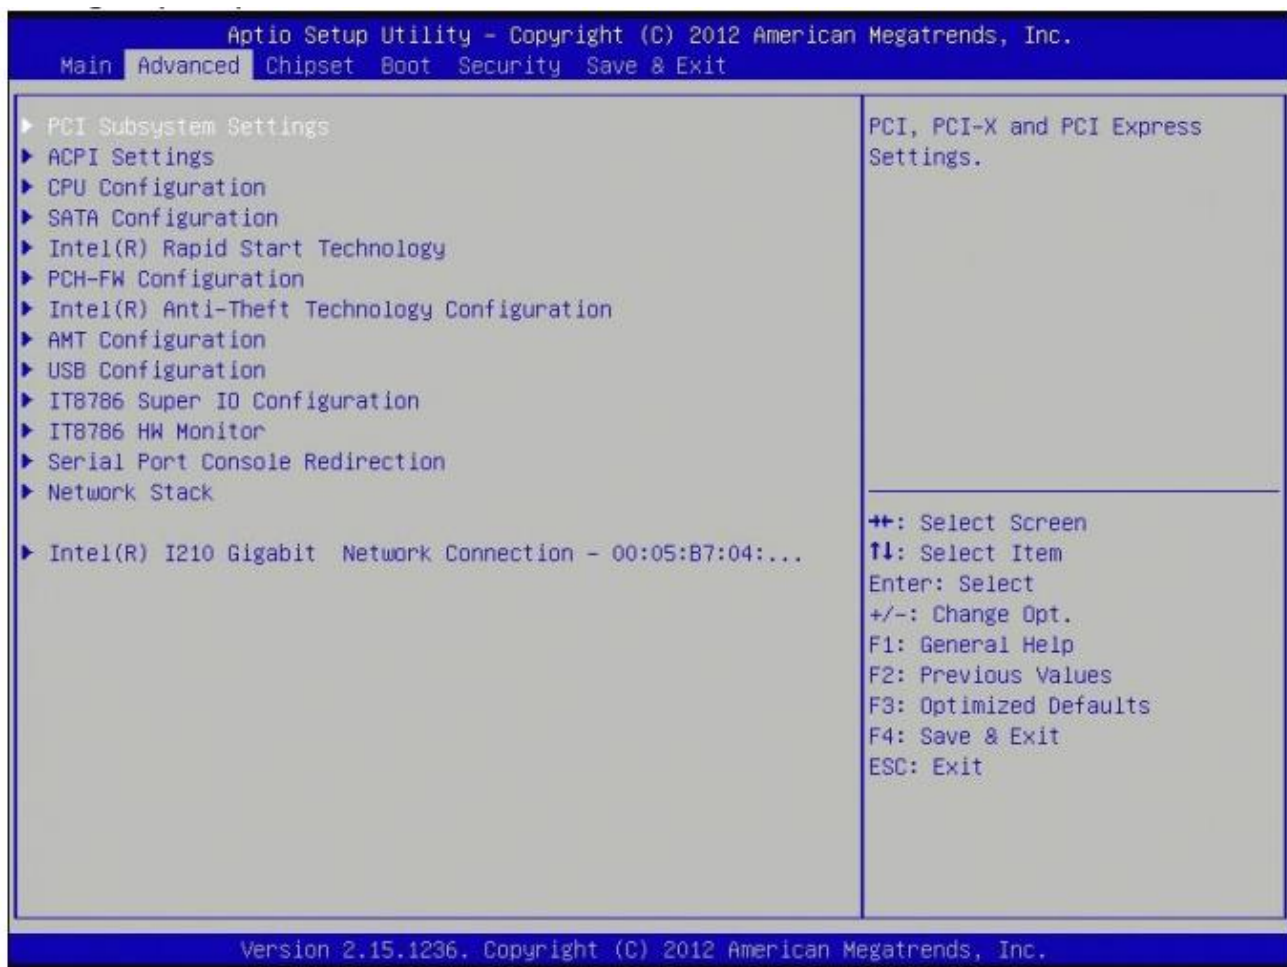 Aptio Setup Utility - Copyright (C) 2012 American Megatrends, Inc.
Main Advanced Chipset Boot Security Save & Exit
▶ PCI Subsystem Settings
▶ ACPI Settings
▶ CPU Configuration
▶ SATA Configuration
▶ Intel(R) Rapid Start Technology
▶ PCH-FW Configuration
▶ Intel(R) Anti-Theft Technology Configuration
▶ AMT Configuration
▶ USB Configuration
▶ IT8786 Super IO Configuration
▶ IT8786 HW Monitor
▶ Serial Port Console Redirection
▶ Network Stack
▶ Intel(R) I210 Gigabit Network Connection - 00:05:B7:04:...
PCI, PCI-X and PCI Express
Settings.
→←: Select Screen
↑↓: Select Item
Enter: Select
+/-: Change Opt.
F1: General Help
F2: Previous Values
F3: Optimized Defaults
F4: Save & Exit
ESC: Exit
Version 2.15.1236. Copyright (C) 2012 American Megatrends, Inc.